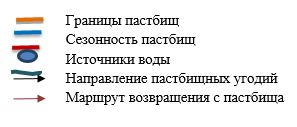 Границы пастбищ
Сезонность пастбищ
Источники воды
Направление пастбищных угодий
Маршрут возвращения с пастбища